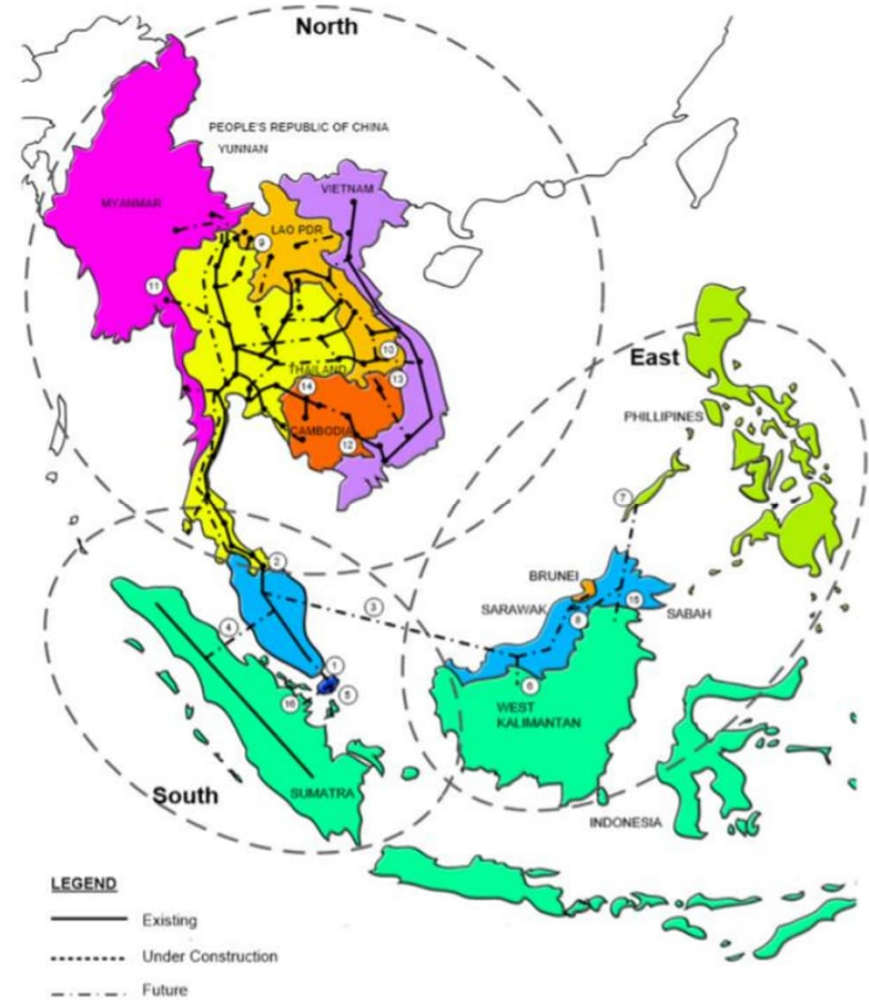 North
PEOPLE'S REPUBLIC OF CHINA
YUNNAN
VIETNAM
MYANMAR
LAO PDR
9
11
10
THAILAND
14
13
CAMBODIA
12
East
PHILLIPINES
7
2
BRUNEI
3
SARAWAK
15
SABAH
4
8
1
5
6
16
WEST
KALIMANTAN
South
SUMATRA
INDONESIA
LEGEND
Existing
Under Construction
Future